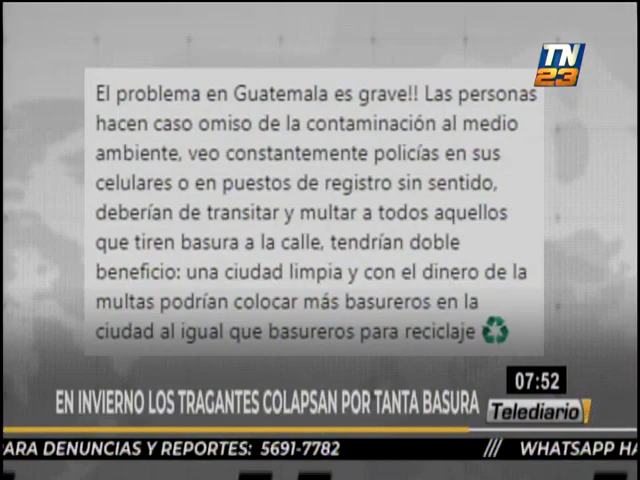 TN
23
El problema en Guatemala es grave!! Las personas
hacen caso omiso de la contaminación al medio
ambiente, veo constantemente policías en sus
celulares o en puestos de registro sin sentido,
deberían de transitar y multar a todos aquellos
que tiren basura a la calle, tendrían doble
beneficio: una ciudad limpia y con el dinero de la
multas podrían colocar más basureros en la
ciudad al igual que basureros para reciclaje
07:52
EN INVIERNO LOS TRAGANTES COLAPSAN POR TANTA BASURA
Telediario
PARA DENUNCIAS Y REPORTES: 5691-7782 /// WHATSAPP HA